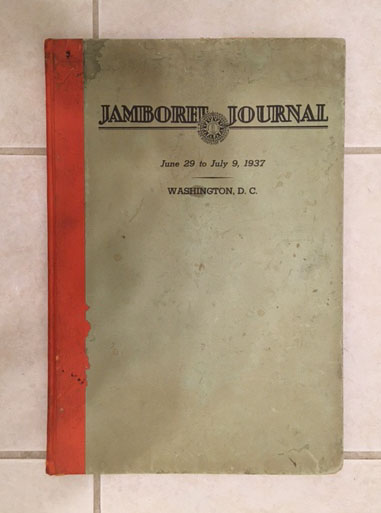 JAMBOREE JOURNAL
June 29 to July 9, 1937
WASHINGTON, D. C.